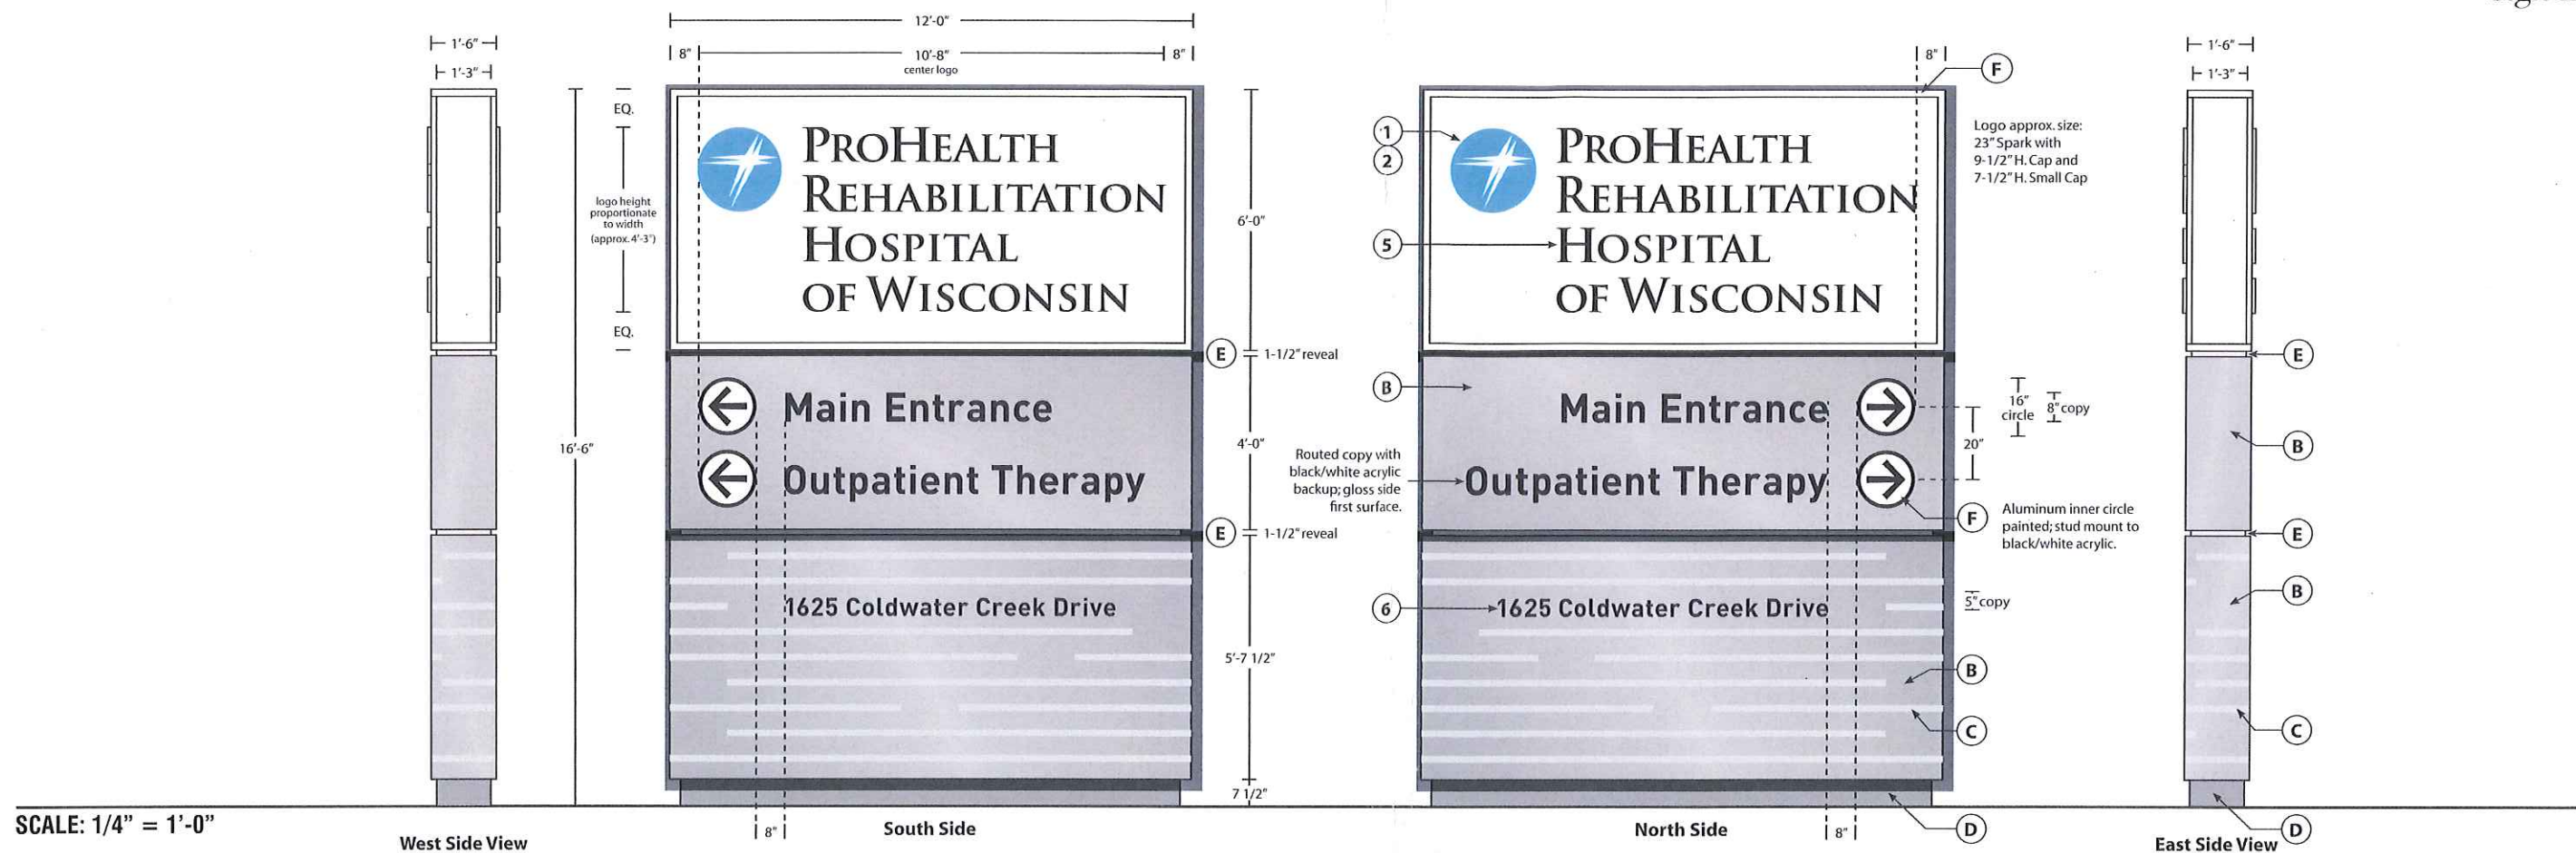 12'-0"
1'-6"
1'-3"
8"
10'-8"
8"
center logo
EQ.
logo height
proportionate
to width
(approx. 4'-3")
EQ.
16'-6"
PROHEALTH
REHABILITATION
HOSPITAL
OF WISCONSIN
Main Entrance
Outpatient Therapy
1625 Coldwater Creek Drive
6'-0"
E
1-1/2" reveal
4'-0"
E
1-1/2" reveal
5'-7 1/2"
7 1/2"
8"
8"
F
1
2
5
PROHEALTH
REHABILITATION
HOSPITAL
OF WISCONSIN
Logo approx. size:
23" Spark with
9-1/2" H. Cap and
7-1/2" H. Small Cap
B
Main Entrance
16"
circle
8" copy
20"
Routed copy with
black/white acrylic
backup; gloss side
first surface.
Outpatient Therapy
F
Aluminum inner circle
painted; stud mount to
black/white acrylic.
6
1625 Coldwater Creek Drive
5" copy
B
C
D
8"
1'-6"
1'-3"
E
B
E
B
C
D
SCALE: 1/4" = 1'-0"
West Side View
South Side
North Side
East Side View